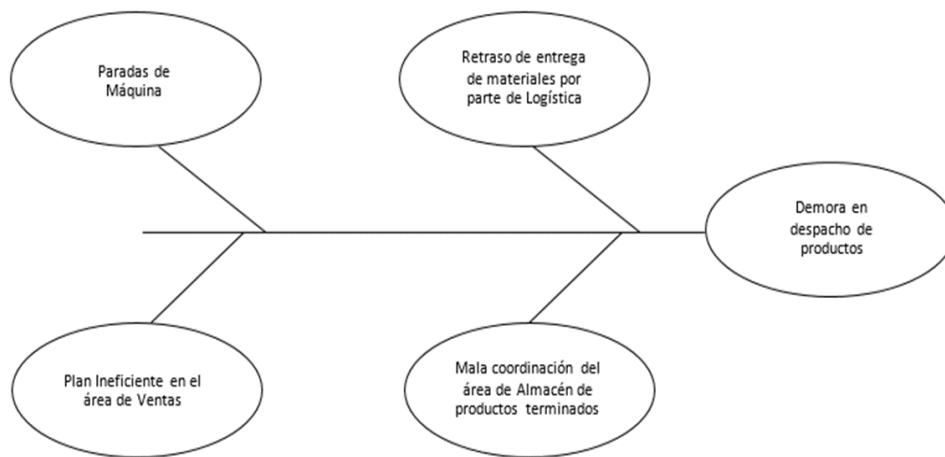 Paradas de
Máquina
Retraso de entrega
de materiales por
parte de Logística
Demora en
despacho de
productos
Plan Ineficiente en el
área de Ventas
Mala coordinación del
área de Almacén de
productos terminados